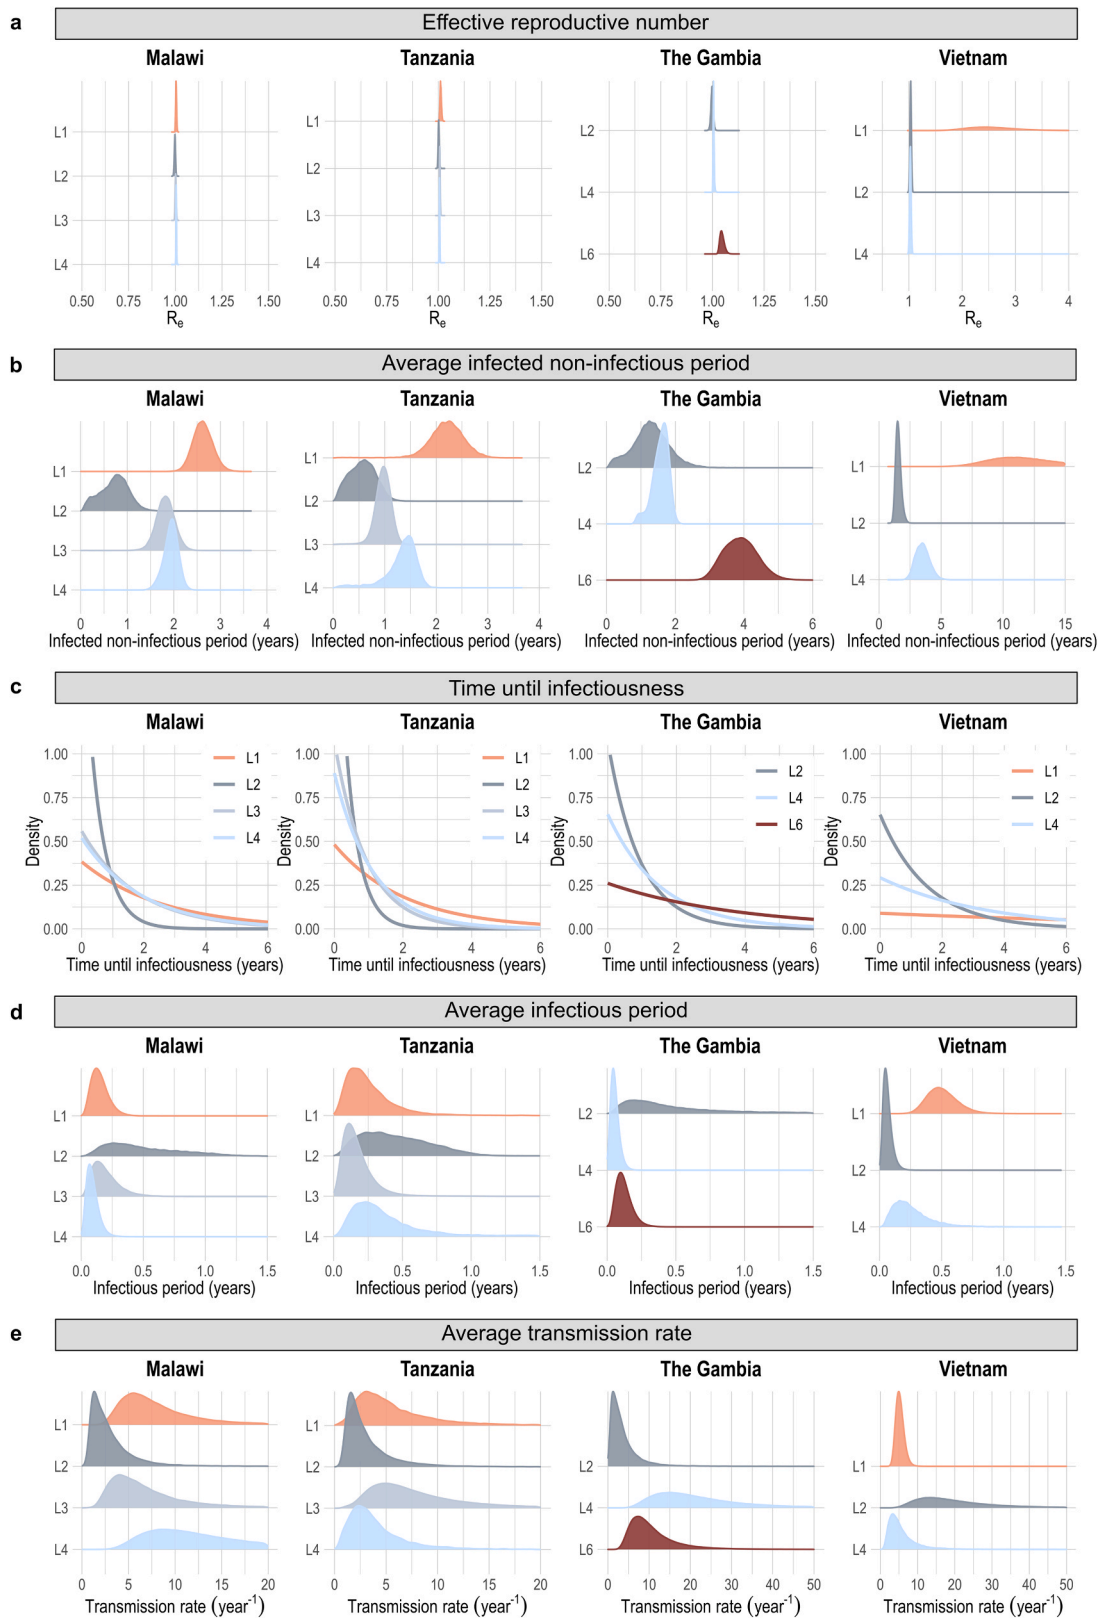 a
Effective reproductive number
Malawi Tanzania The Gambia Vietnam
L1 L1 L2 L1
L2 L2 L4 L2
L3 L3 L6 L4
L4 L4
0.50 0.75 1.00 1.25 1.50 0.50 0.75 1.00 1.25 1.50 0.50 0.75 1.00 1.25 1.50 1 2 3 4
Re Re Re Re
b
Average infected non-infectious period
Malawi Tanzania The Gambia Vietnam
L1 L1 L2 L1
L2 L2 L4 L2
L3 L3 L6 L4
L4 L4
0 1 2 3 4 0 1 2 3 4 0 2 4 6 0 5 10 15
Infected non-infectious period (years) Infected non-infectious period (years) Infected non-infectious period (years) Infected non-infectious period (years)
c
Time until infectiousness
Malawi Tanzania The Gambia Vietnam
1.00 1.00 1.00 1.00
0.75 0.75 0.75 0.75
0.50 0.50 0.50 0.50
0.25 0.25 0.25 0.25
0.00 0.00 0.00 0.00
Density Density Density Density
L1 L1 L2 L1
L2 L2 L4 L2
L3 L3 L6 L4
L4 L4
0 2 4 6 0 2 4 6 0 2 4 6 0 2 4 6
Time until infectiousness (years) Time until infectiousness (years) Time until infectiousness (years) Time until infectiousness (years)
d
Average infectious period
Malawi Tanzania The Gambia Vietnam
L1 L1 L2 L1
L2 L2 L4 L2
L3 L3 L6 L4
L4 L4
0.0 0.5 1.0 1.5 0.0 0.5 1.0 1.5 0.0 0.5 1.0 1.5 0.0 0.5 1.0 1.5
Infectious period (years) Infectious period (years) Infectious period (years) Infectious period (years)
e
Average transmission rate
Malawi Tanzania The Gambia Vietnam
L1 L1 L2 L1
L2 L2 L4 L2
L3 L3 L6 L4
L4 L4
0 5 10 15 20 0 5 10 15 20 0 10 20 30 40 50 0 10 20 30 40 50
Transmission rate (year⁻¹) Transmission rate (year⁻¹) Transmission rate (year⁻¹) Transmission rate (year⁻¹)